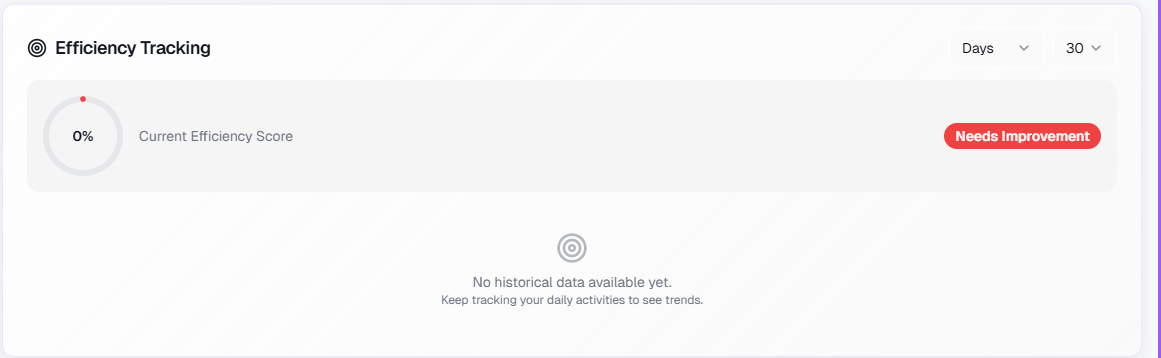 Efficiency Tracking
Days
30
0%
Current Efficiency Score
Needs Improvement
No historical data available yet.
Keep tracking your daily activities to see trends.